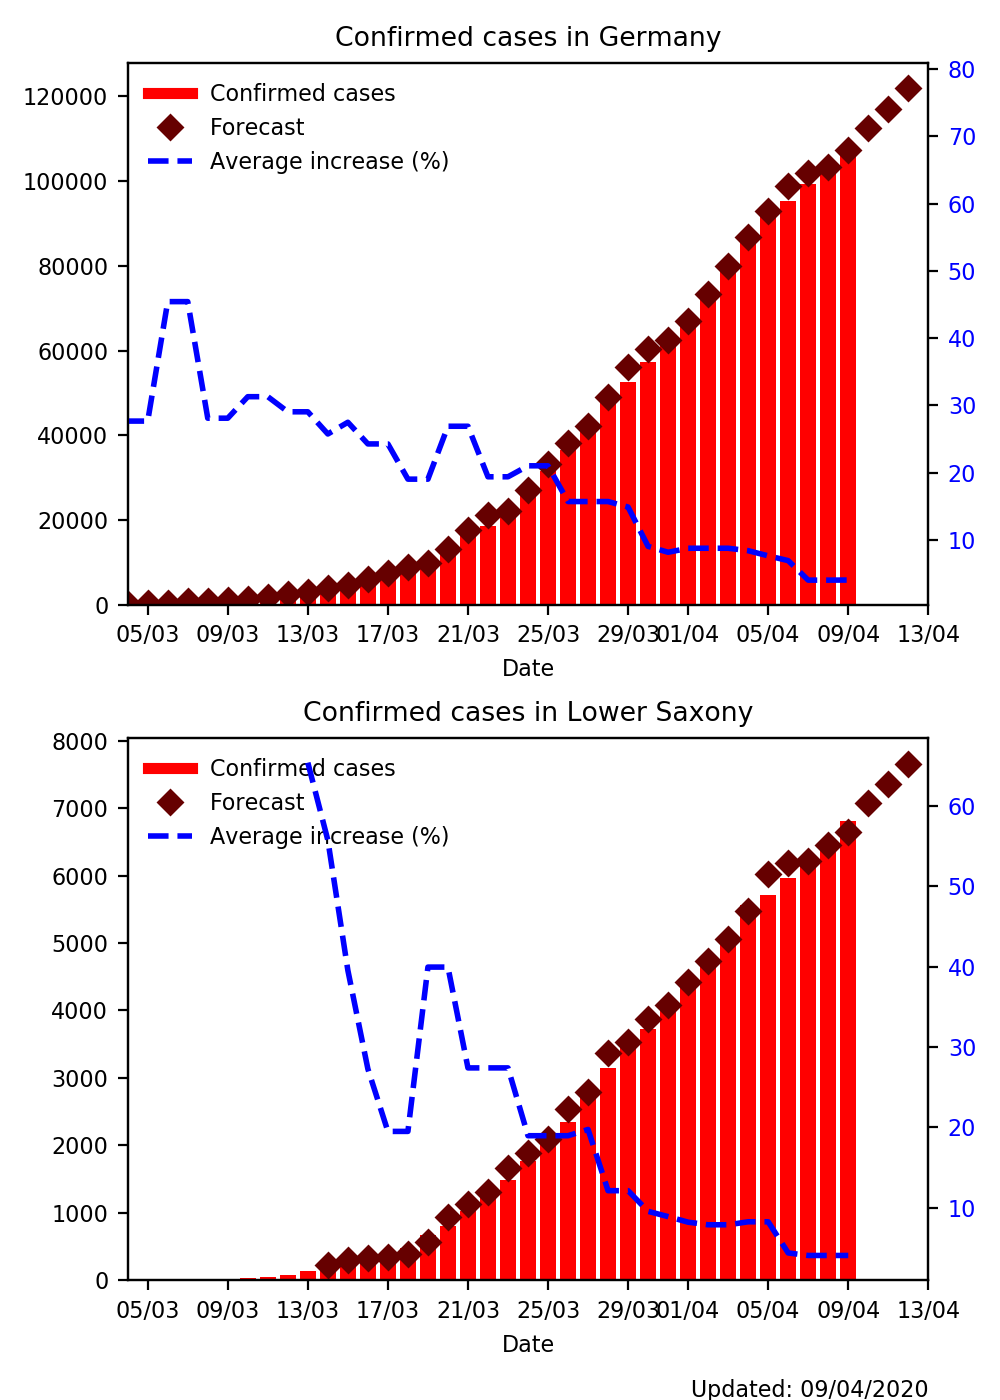 Confirmed cases in Germany
Confirmed cases
Forecast
Average increase (%)
120000
100000
80000
60000
40000
20000
0
80
70
60
50
40
30
20
10
05/03 09/03 13/03 17/03 21/03 25/03 29/03 01/04 05/04 09/04 13/04
Date
Confirmed cases in Lower Saxony
Confirmed cases
Forecast
Average increase (%)
8000
7000
6000
5000
4000
3000
2000
1000
0
60
50
40
30
20
10
05/03 09/03 13/03 17/03 21/03 25/03 29/03 01/04 05/04 09/04 13/04
Date
Updated: 09/04/2020